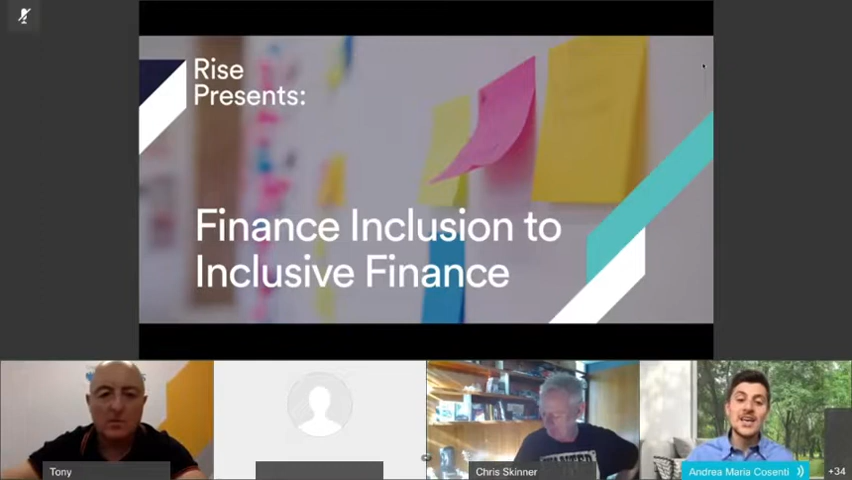 Rise
Presents:
Finance Inclusion to
Inclusive Finance
Tony
Chris Skinner
Andrea Maria Cosenti
+34